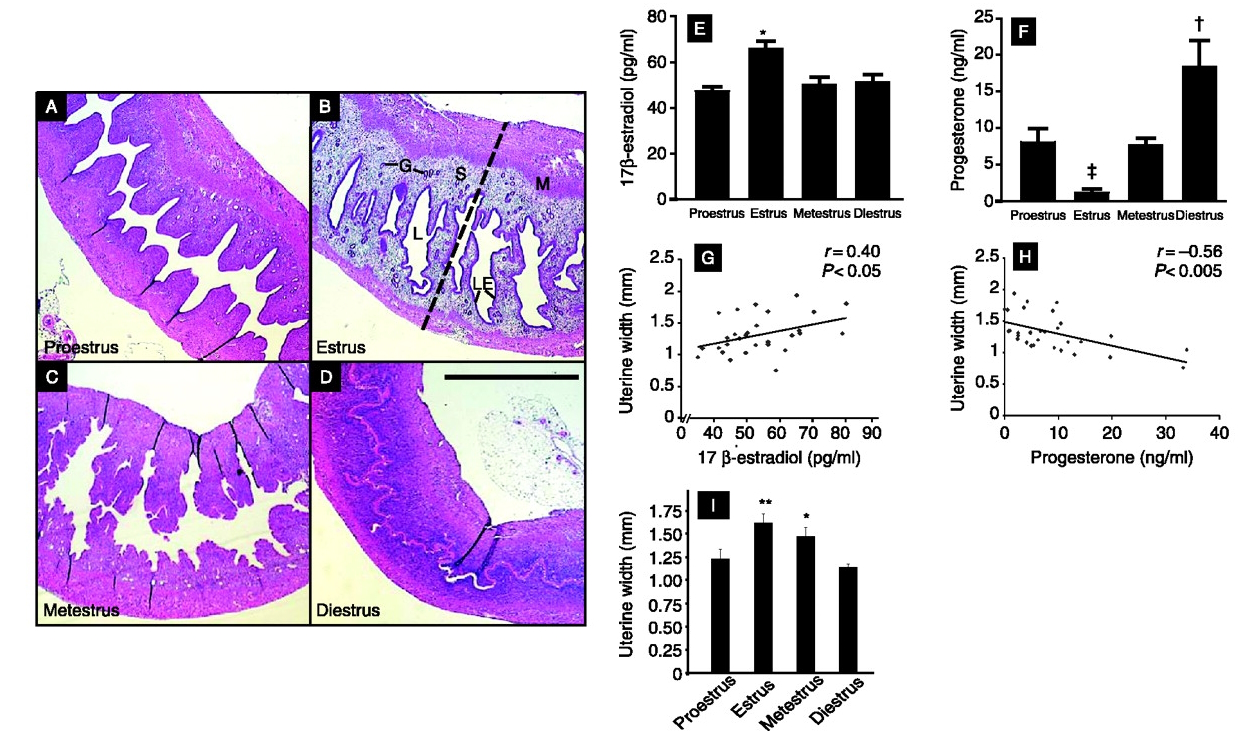 A
Proestrus
B
G
S
M
L
LE
Estrus
C
Metestrus
D
Diestrus
E
17β-estradiol (pg/ml)
80
60
40
20
0
*
Proestrus Estrus Metestrus Diestrus
F
Progesterone (ng/ml)
25
20
15
10
5
0
‡
†
Proestrus Estrus Metestrus Diestrus
G
r = 0.40
P < 0.05
Uterine width (mm)
2.5
2
1.5
1
0.5
0
0 40 50 60 70 80 90
17 β-estradiol (pg/ml)
H
r = –0.56
P < 0.005
Uterine width (mm)
2.5
2
1.5
1
0.5
0
0 10 20 30 40
Progesterone (ng/ml)
I
Uterine width (mm)
1.75
1.50
1.25
1.00
0.75
0.50
0.25
0
**
*
Proestrus
Estrus
Metestrus
Diestrus